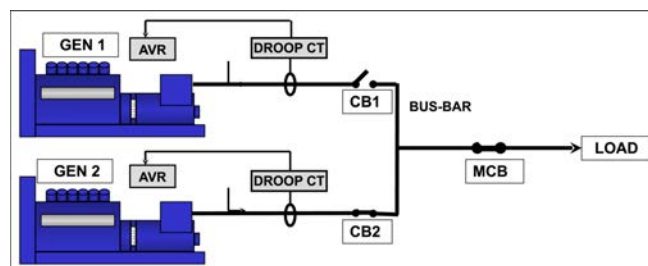 GEN 1
AVR
DROOP CT
CB1
BUS-BAR
MCB
LOAD
GEN 2
AVR
DROOP CT
CB2